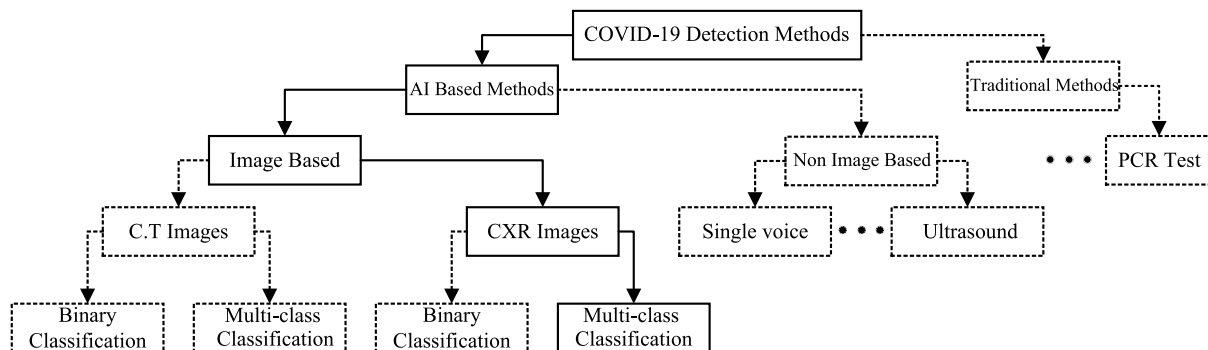 COVID-19 Detection Methods
AI Based Methods
Traditional Methods
Image Based
Non Image Based
PCR Test
C.T Images
CXR Images
Single voice
Ultrasound
Binary
Classification
Multi-class
Classification
Binary
Classification
Multi-class
Classification